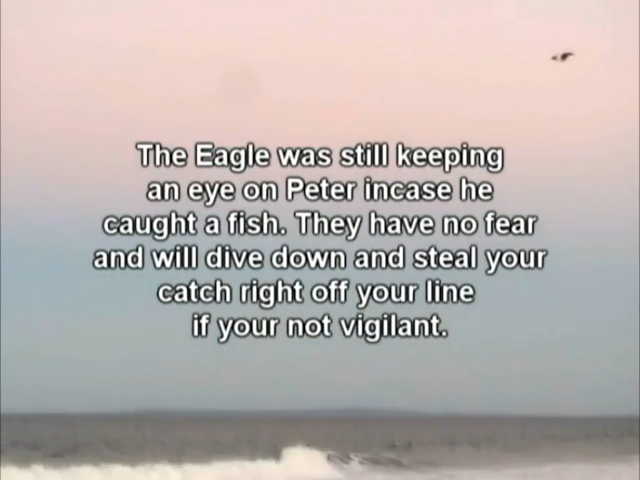 The Eagle was still keeping
an eye on Peter incase he
caught a fish. They have no fear
and will dive down and steal your
catch right off your line
if your not vigilant.